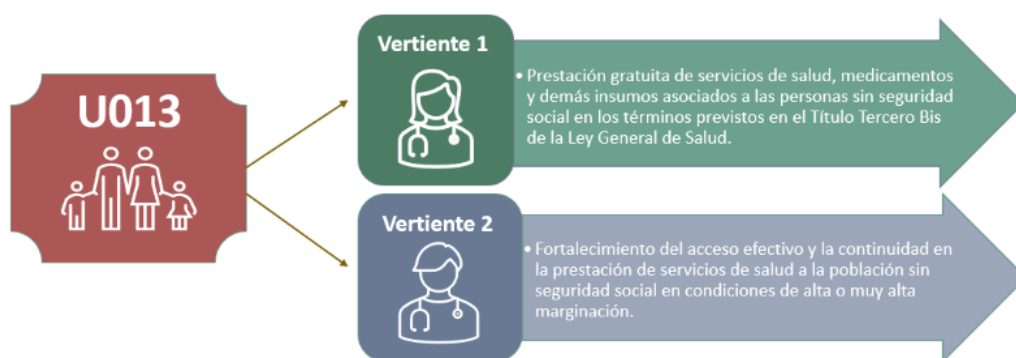 U013
Vertiente 1
• Prestación gratuita de servicios de salud, medicamentos
y demás insumos asociados a las personas sin seguridad
social en los términos previstos en el Título Tercero Bis
de la Ley General de Salud.
Vertiente 2
• Fortalecimiento del acceso efectivo y la continuidad en
la prestación de servicios de salud a la población sin
seguridad social en condiciones de alta o muy alta
marginación.